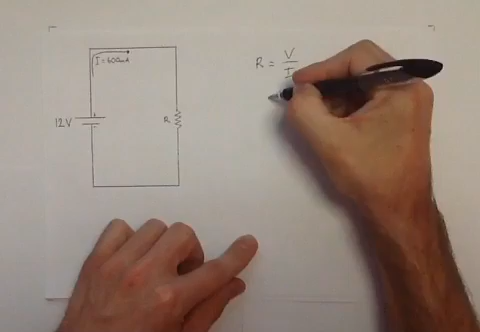 I = 600mA
12V
R
R = V
I